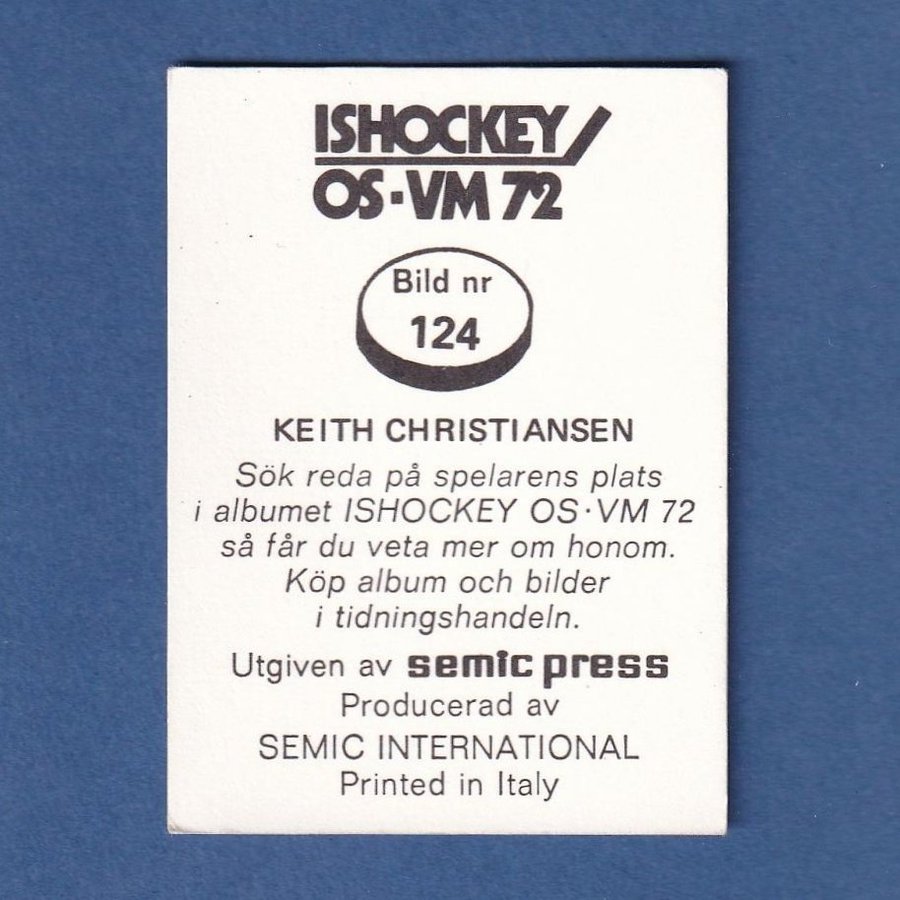 ISHOCKEY
OS·VM 72
Bild nr
124
KEITH CHRISTIANSEN
Sök reda på spelarens plats
i albumet ISHOCKEY OS·VM 72
så får du veta mer om honom.
Köp album och bilder
i tidningshandeln.
Utgiven av semic press
Producerad av
SEMIC INTERNATIONAL
Printed in Italy